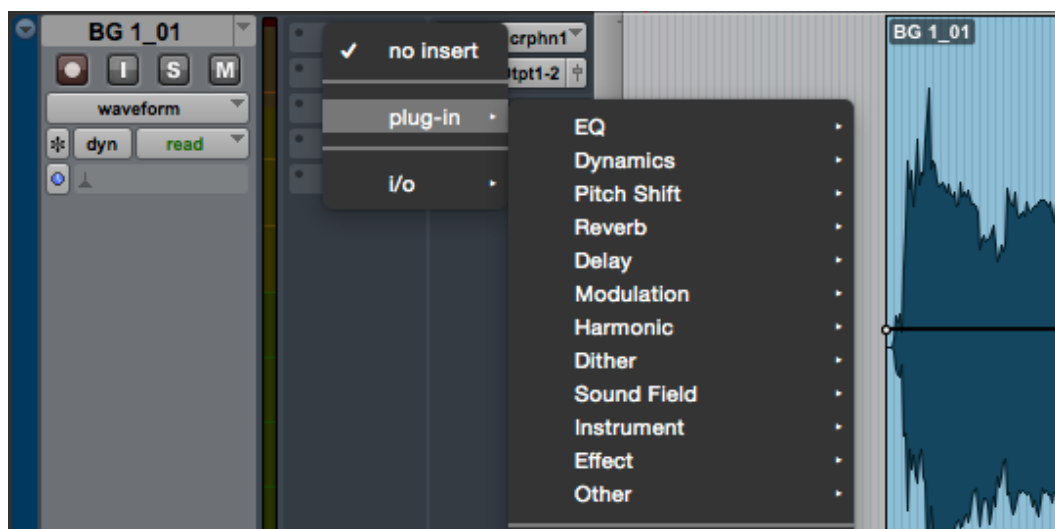 BG 1_01
I S M
waveform
dyn read
no insert
plug-in
i/o
crphn1
tpt1-2
EQ
Dynamics
Pitch Shift
Reverb
Delay
Modulation
Harmonic
Dither
Sound Field
Instrument
Effect
Other
BG 1_01